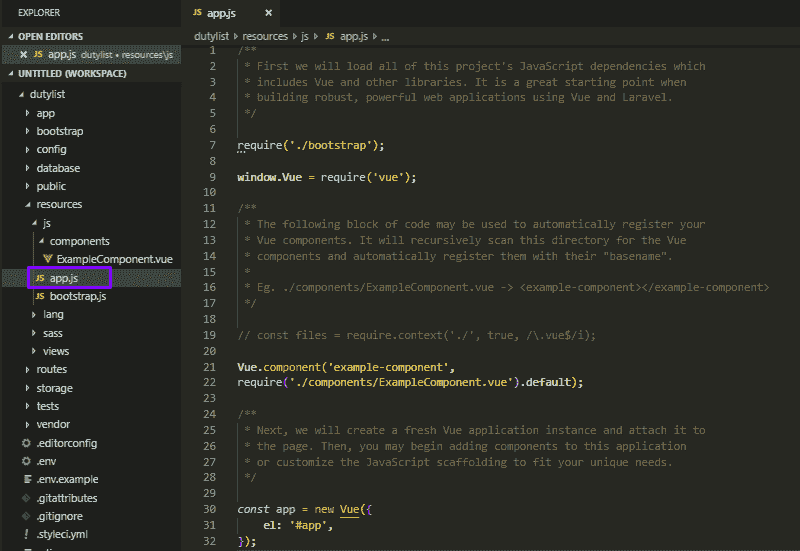 EXPLORER
OPEN EDITORS
JS app.js dutylist • resources\js
UNTITLED (WORKSPACE)
dutylist
app
bootstrap
config
database
public
resources
js
components
ExampleComponent.vue
JS app.js
JS bootstrap.js
lang
sass
views
routes
storage
tests
vendor
.editorconfig
.env
.env.example
.gitattributes
.gitignore
.styleci.yml
JS app.js
dutylist › resources › js › JS app.js › ...
1 /**
2 * First we will load all of this project's JavaScript dependencies which
3 * includes Vue and other libraries. It is a great starting point when
4 * building robust, powerful web applications using Vue and Laravel.
5 */
6
7 require('./bootstrap');
8
9 window.Vue = require('vue');
10
11 /**
12 * The following block of code may be used to automatically register your
13 * Vue components. It will recursively scan this directory for the Vue
14 * components and automatically register them with their "basename".
15 *
16 * Eg. ./components/ExampleComponent.vue -> <example-component></example-component>
17 */
18
19 // const files = require.context('./', true, /\.vue$/i);
20
21 Vue.component('example-component',
22 require('./components/ExampleComponent.vue').default);
23
24 /**
25 * Next, we will create a fresh Vue application instance and attach it to
26 * the page. Then, you may begin adding components to this application
27 * or customize the JavaScript scaffolding to fit your unique needs.
28 */
29
30 const app = new Vue({
31 el: '#app',
32 });